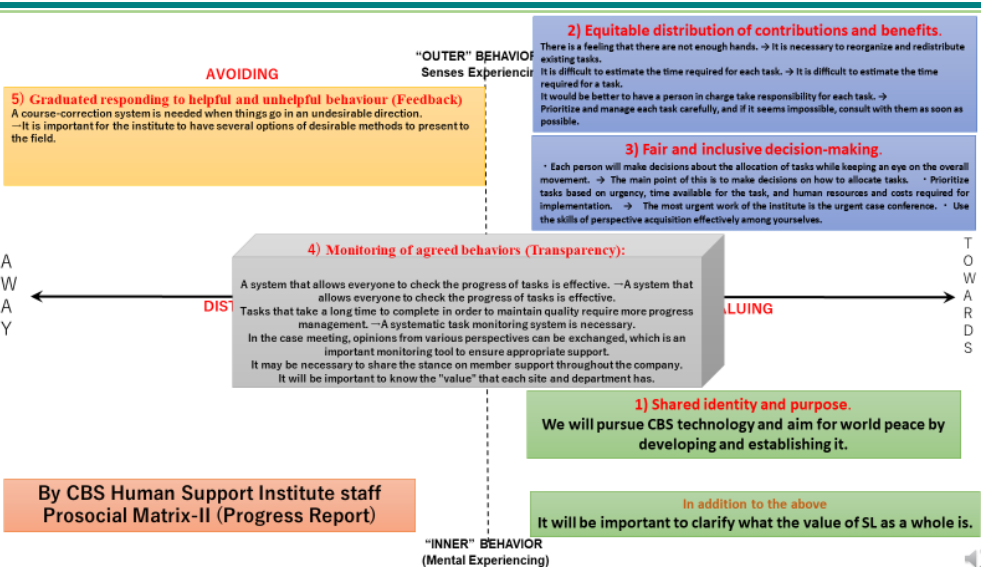 "OUTER" BEHAVIOR
Senses Experiencin
AVOIDING
5) Graduated responding to helpful and unhelpful behaviour (Feedback)
A course-correction system is needed when things go in an undesirable direction.
→It is important for the institute to have several options of desirable methods to present to
the field.
2) Equitable distribution of contributions and benefits.
There is a feeling that there are not enough hands. → It is necessary to reorganize and redistribute
existing tasks.
It is difficult to estimate the time required for each task. → It is difficult to estimate the time
required for a task.
It would be better to have a person in charge take responsibility for each task. →
Prioritize and manage each task carefully, and if it seems impossible, consult with them as soon as
possible.
3) Fair and inclusive decision-making.
・Each person will make decisions about the allocation of tasks while keeping an eye on the overall
movement. → The main point of this is to make decisions on how to allocate tasks. ・Prioritize
tasks based on urgency, time available for the task, and human resources and costs required for
implementation. → The most urgent work of the institute is the urgent case conference. ・Use
the skills of perspective acquisition effectively among yourselves.
AWAY
DIST
4) Monitoring of agreed behaviors (Transparency):
A system that allows everyone to check the progress of tasks is effective. →A system that
allows everyone to check the progress of tasks is effective.
Tasks that take a long time to complete in order to maintain quality require more progress
management. →A systematic task monitoring system is necessary.
In the case meeting, opinions from various perspectives can be exchanged, which is an
important monitoring tool to ensure appropriate support.
It may be necessary to share the stance on member support throughout the company.
It will be important to know the "value" that each site and department has.
ALUING
TOWARDS
1) Shared identity and purpose.
We will pursue CBS technology and aim for world peace by
developing and establishing it.
By CBS Human Support Institute staff
Prosocial Matrix-II (Progress Report)
In addition to the above
It will be important to clarify what the value of SL as a whole is.
"INNER" BEHAVIOR
(Mental Experiencing)